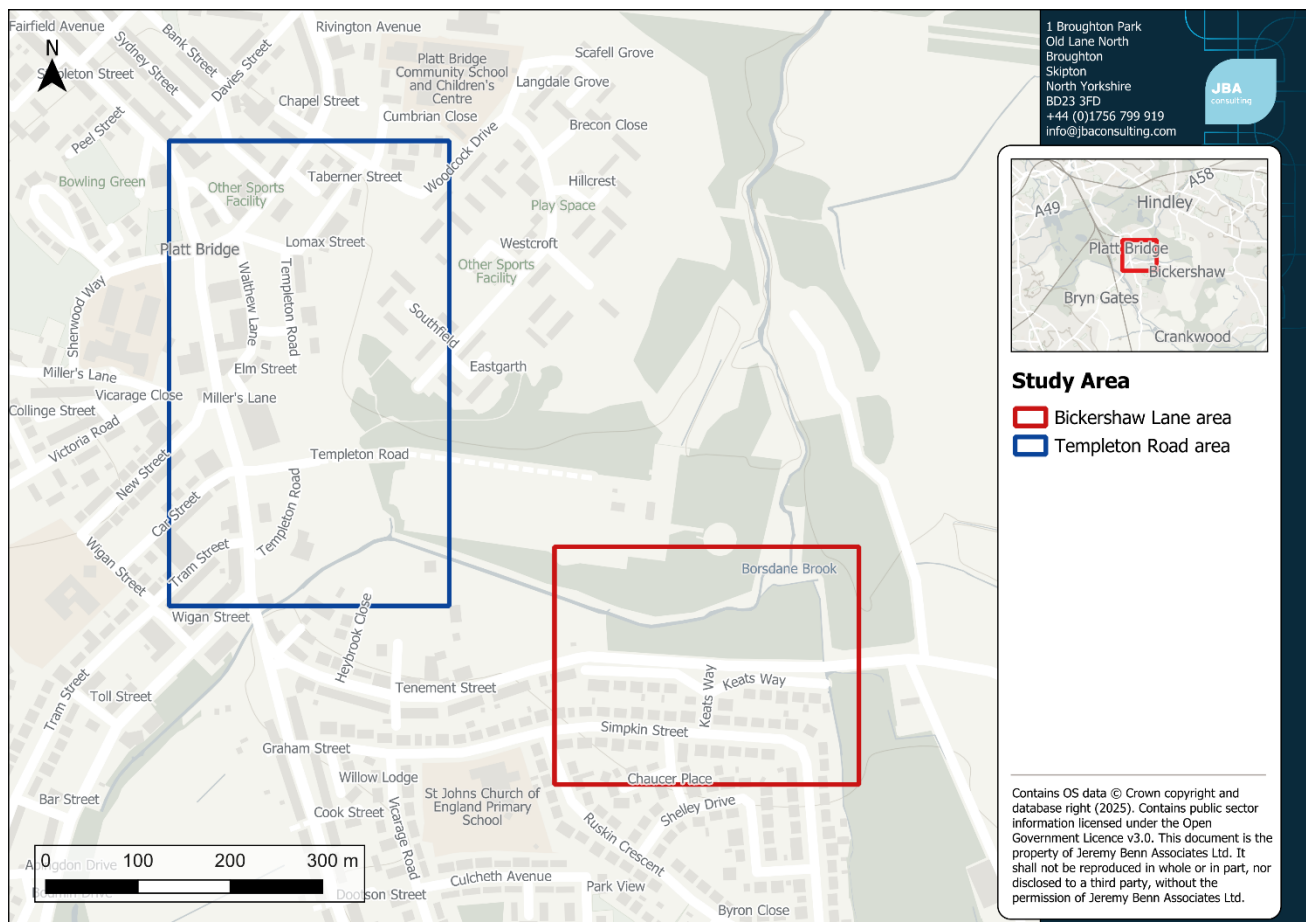 Fairfield Avenue
Rivington Avenue
Bank Street
Sydney Street
Davies Street
N
Platt Bridge
Community School
and Children's
Centre
Scafell Grove
Langdale Grove
Chapel Street
Cumbrian Close
Brecon Close
Peel Street
Woodcock Drive
Taberner Street
Bowling Green
Other Sports
Facility
Hillcrest
Play Space
Platt Bridge
Lomax Street
Westcroft
Other Sports
Facility
Walthew Lane
Templeton Road
Sherwood Way
Southfield
Elm Street
Eastgarth
Miller's Lane
Vicarage Close
Miller's Lane
Collinge Street
Victoria Road
Templeton Road
New Street
Templeton Road
Car Street
Wigan Street
Tram Street
Borsdane Brook
Wigan Street
Heybrook Close
Tenement Street
Keats Way
Keats Way
Tram Street
Toll Street
Simpkin Street
Graham Street
Willow Lodge
Chaucer Place
St Johns Church of
England Primary
School
Bar Street
Cook Street
Vicarage Road
Shelley Drive
Ruskin Crescent
Culcheth Avenue
Park View
Byron Close
Dootson Street
0 100 200 300 m
1 Broughton Park
Old Lane North
Broughton
Skipton
North Yorkshire
BD23 3FD
+44 (0)1756 799 919
info@jbaconsulting.com
JBA
consulting
A58
A49
Hindley
Platt Bridge
Bickershaw
Bryn Gates
Crankwood
Study Area
Bickershaw Lane area
Templeton Road area
Contains OS data © Crown copyright and
database right (2025). Contains public sector
information licensed under the Open
Government Licence v3.0. This document is the
property of Jeremy Benn Associates Ltd. It
shall not be reproduced in whole or in part, nor
disclosed to a third party, without the
permission of Jeremy Benn Associates Ltd.